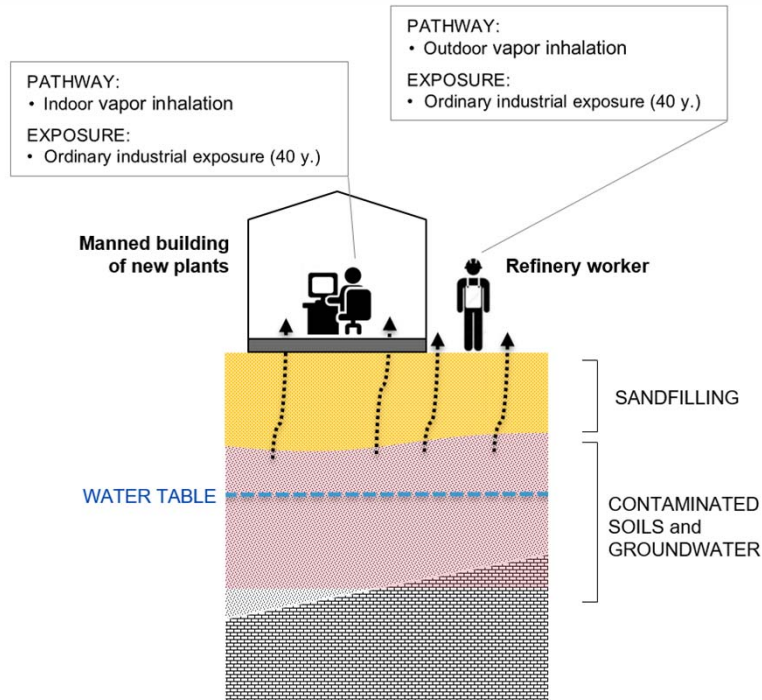 PATHWAY:
• Outdoor vapor inhalation
EXPOSURE:
• Ordinary industrial exposure (40 y.)
PATHWAY:
• Indoor vapor inhalation
EXPOSURE:
• Ordinary industrial exposure (40 y.)
Manned building
of new plants
Refinery worker
SANDFILLING
WATER TABLE
CONTAMINATED
SOILS and
GROUNDWATER